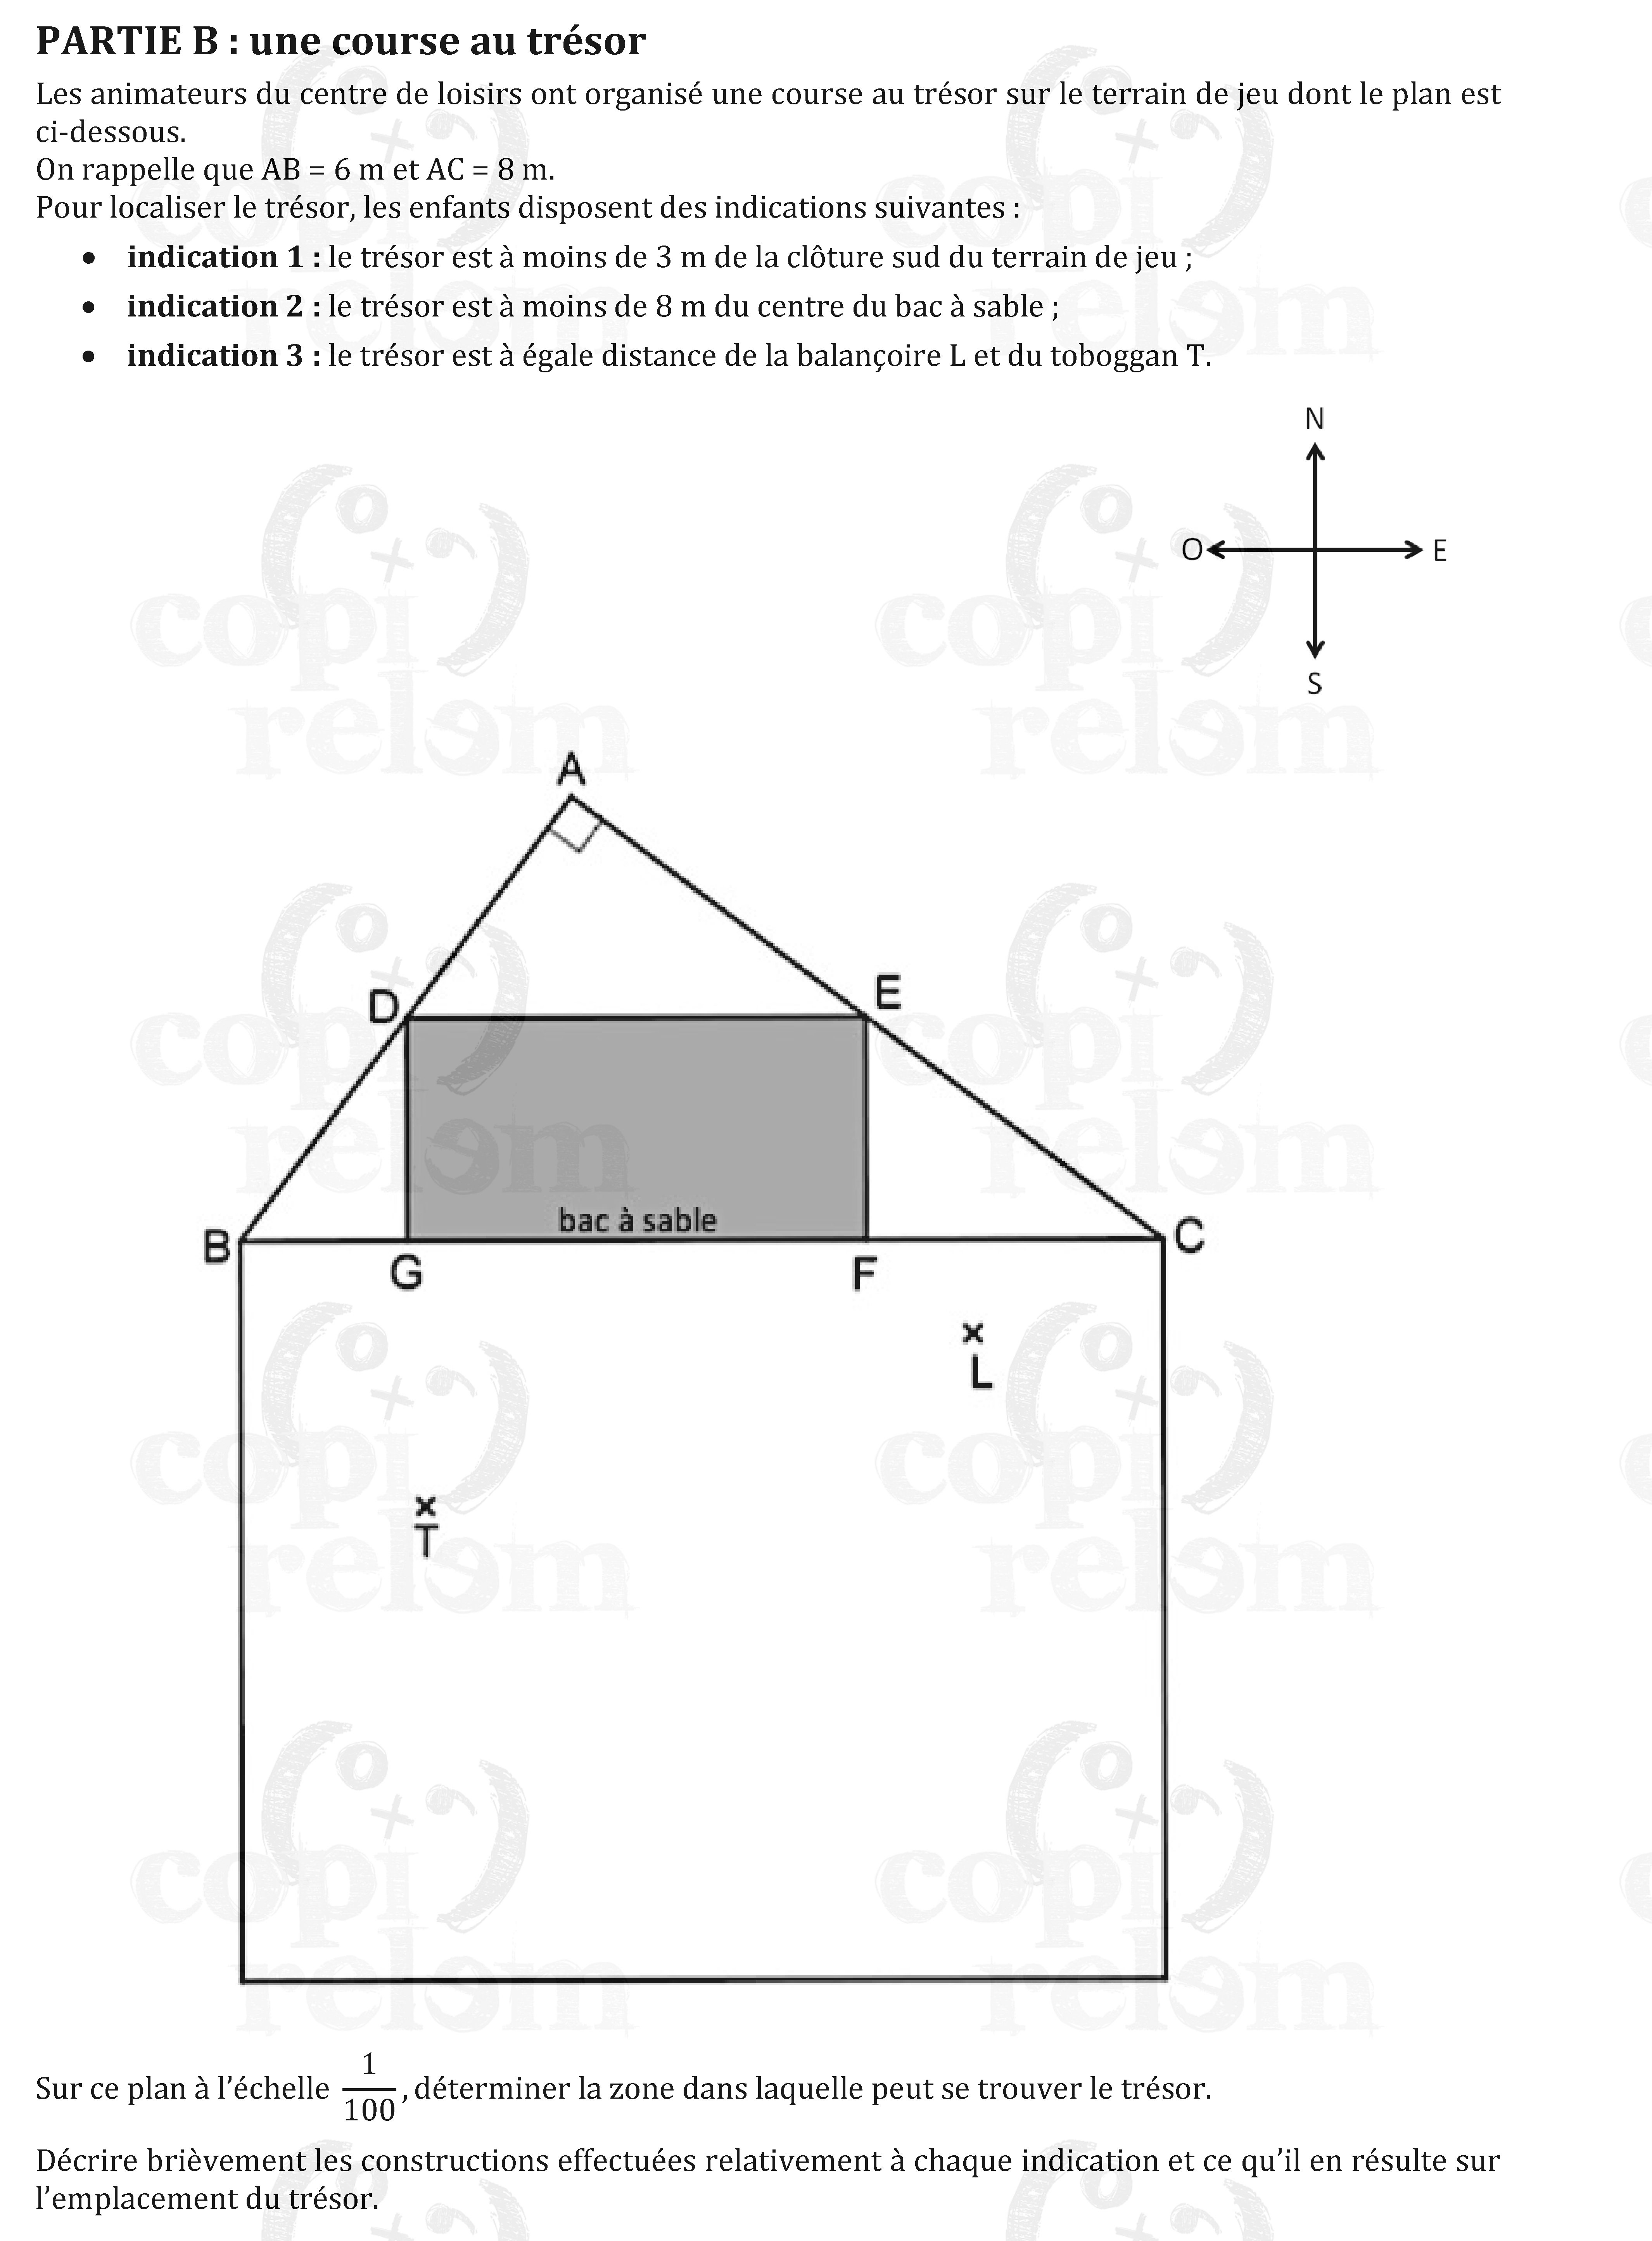 PARTIE B : une course au trésor
Les animateurs du centre de loisirs ont organisé une course au trésor sur le terrain de jeu dont le plan est
ci-dessous.
On rappelle que AB = 6 m et AC = 8 m.
Pour localiser le trésor, les enfants disposent des indications suivantes :
• indication 1 : le trésor est à moins de 3 m de la clôture sud du terrain de jeu ;
• indication 2 : le trésor est à moins de 8 m du centre du bac à sable ;
• indication 3 : le trésor est à égale distance de la balançoire L et du toboggan T.
N
O E
S
A
D E
bac à sable
B C
G F
L
T
Sur ce plan à l'échelle 1/100, déterminer la zone dans laquelle peut se trouver le trésor.
Décrire brièvement les constructions effectuées relativement à chaque indication et ce qu'il en résulte sur
l'emplacement du trésor.
copi
relem